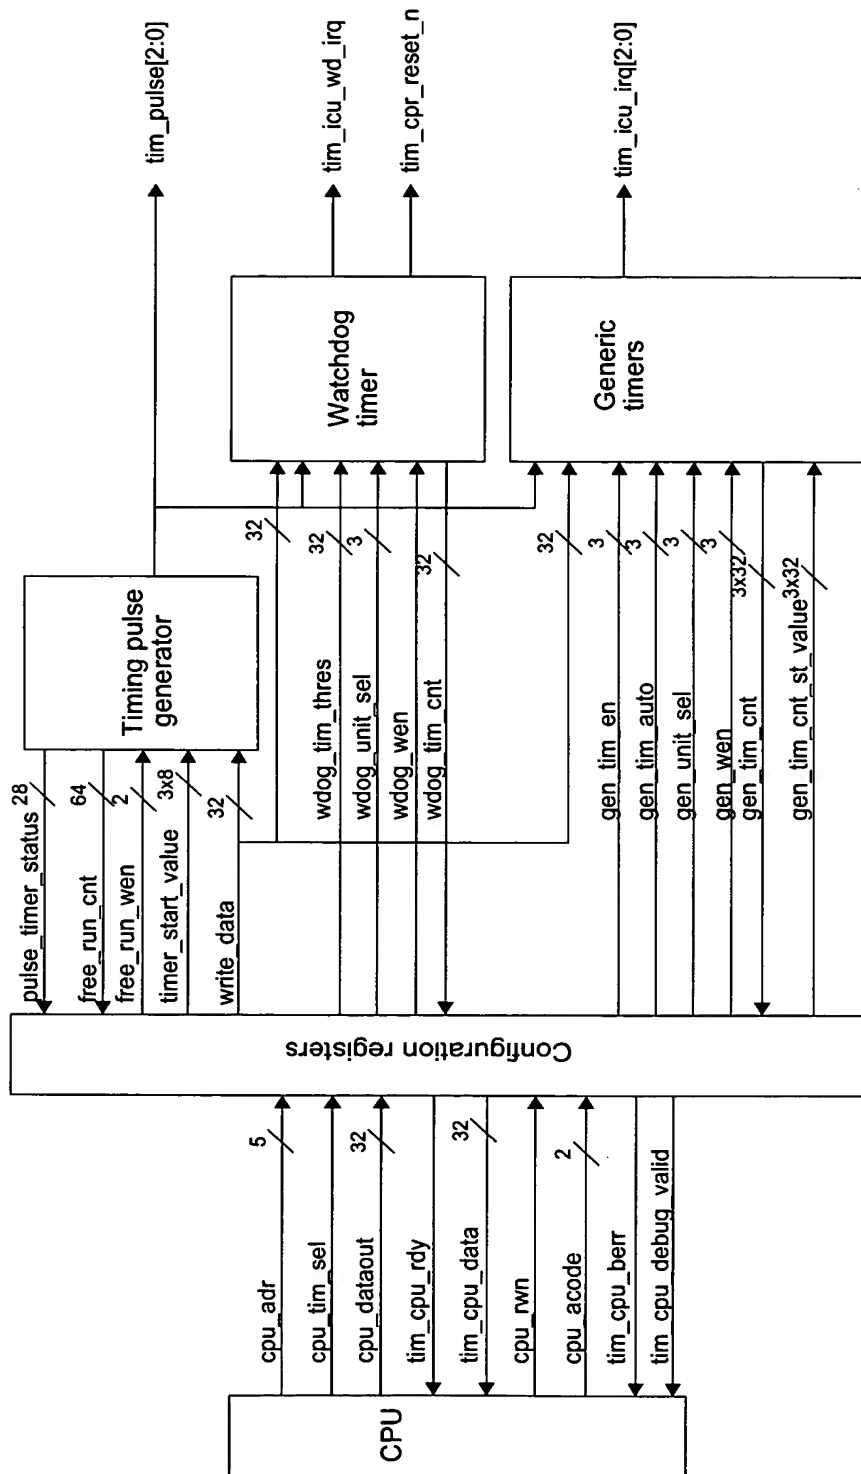 tim_pulse[2:0]
tim_icu_wd_irq
tim_cpr_reset_n
tim_icu_irq[2:0]
Timing pulse
generator
Watchdog
timer
Generic
timers
pulse_timer_status
28
free_run_cnt
64
free_run_wen
2
timer_start_value
3x8
write_data
32
32
wdog_tim_thres
32
wdog_unit_sel
3
wdog_wen
wdog_tim_cnt
32
32
gen_tim_en
3
gen_tim_auto
3
gen_unit_sel
3
gen_wen
3
gen_tim_cnt
3x32
gen_tim_cnt_st_value
3x32
Configuration registers
cpu_adr
5
cpu_tim_sel
cpu_dataout
32
tim_cpu_rdy
tim_cpu_data
32
cpu_rwn
cpu_acode
2
tim_cpu_berr
tim_cpu_debug_valid
CPU